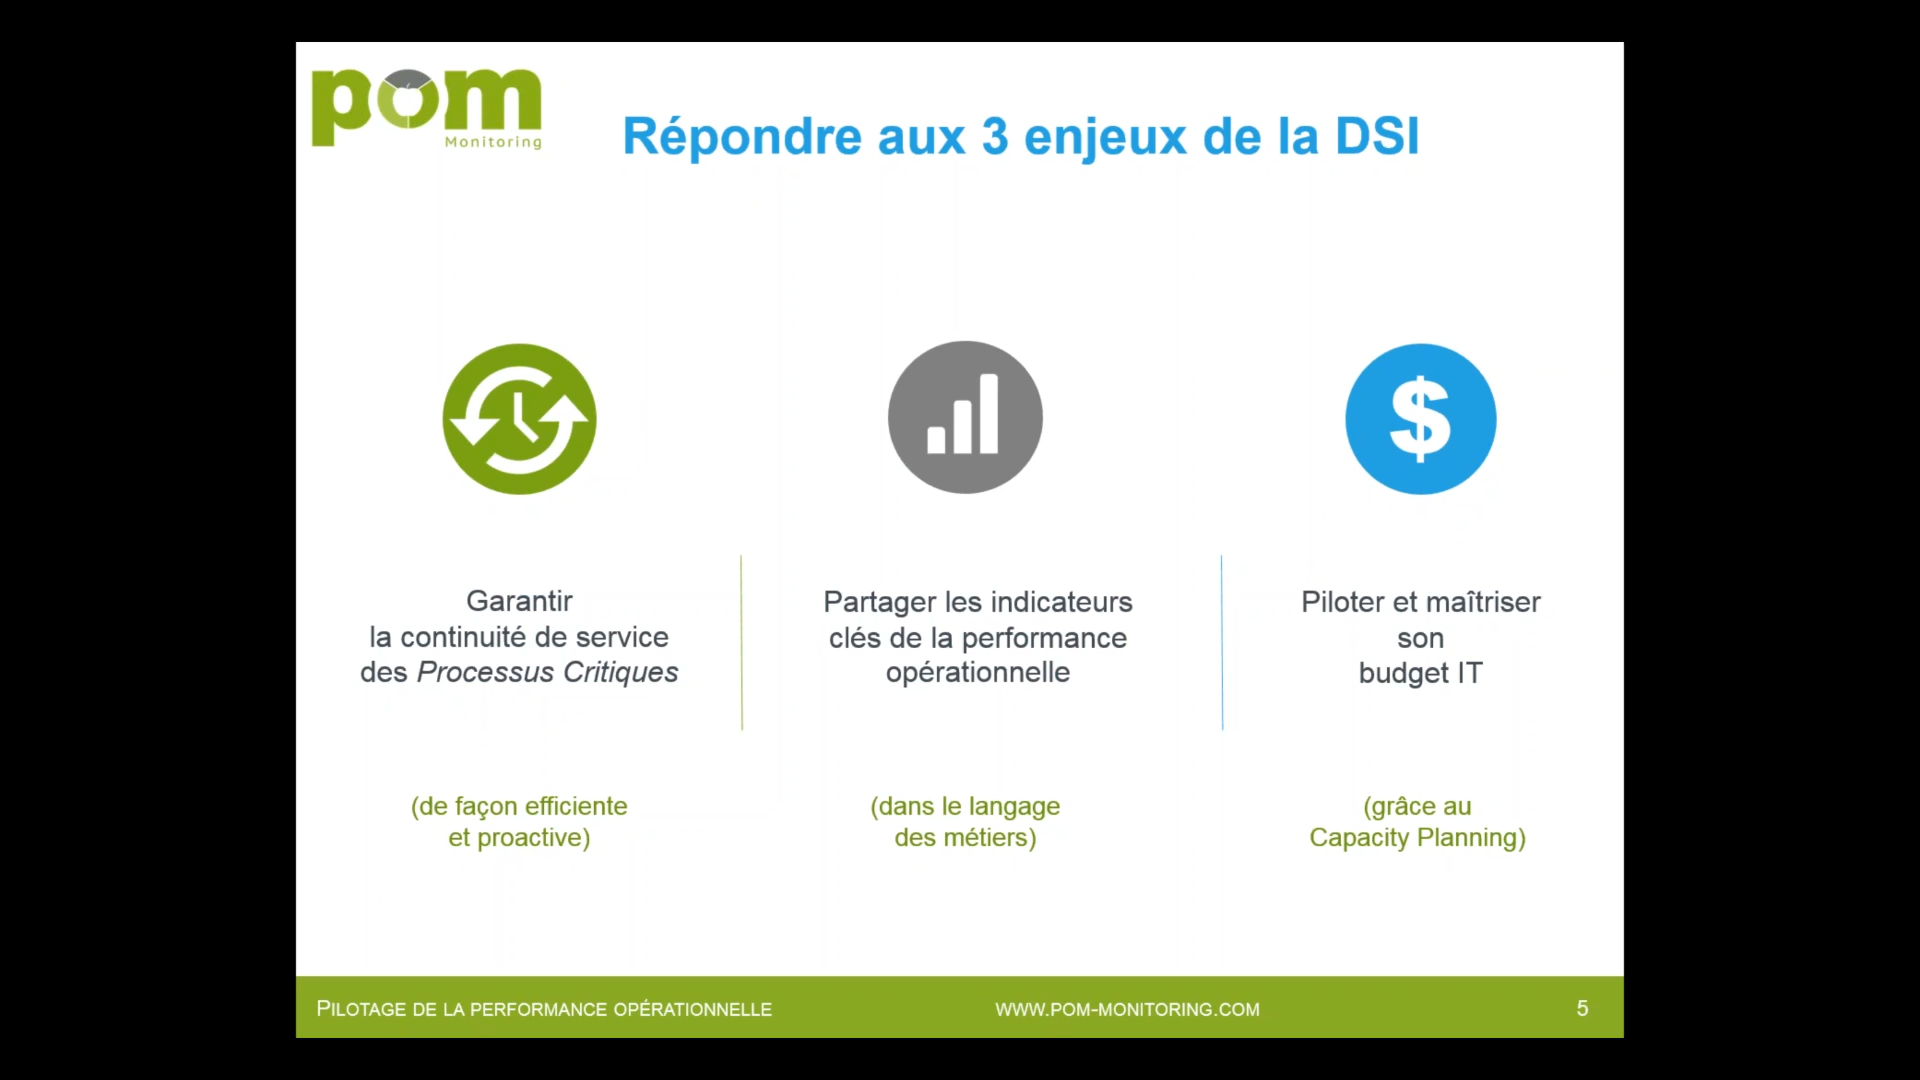 pom
Monitoring
Répondre aux 3 enjeux de la DSI
$
Garantir
la continuité de service
des Processus Critiques
(de façon efficiente
et proactive)
Partager les indicateurs
clés de la performance
opérationnelle
(dans le langage
des métiers)
Piloter et maîtriser
son
budget IT
(grâce au
Capacity Planning)
PILOTAGE DE LA PERFORMANCE OPÉRATIONNELLE
WWW.POM-MONITORING.COM
5